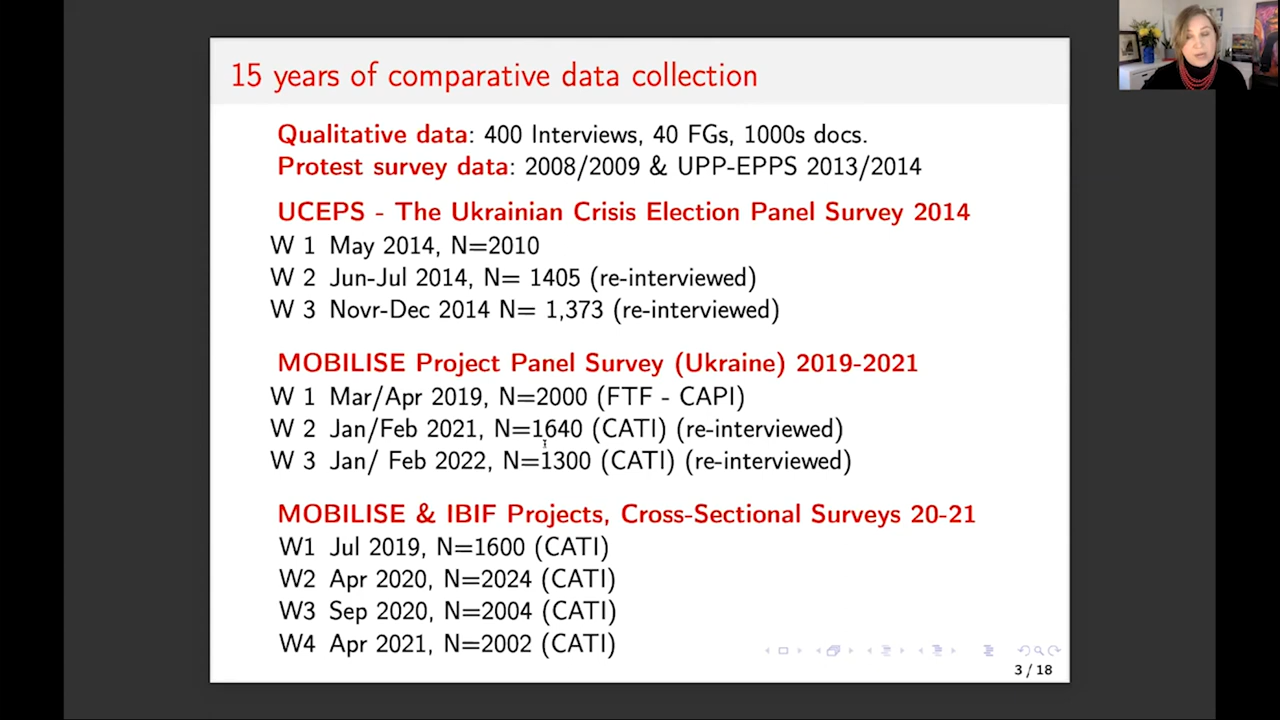 15 years of comparative data collection
Qualitative data: 400 Interviews, 40 FGs, 1000s docs.
Protest survey data: 2008/2009 & UPP-EPPS 2013/2014
UCEPS - The Ukrainian Crisis Election Panel Survey 2014
W 1 May 2014, N=2010
W 2 Jun-Jul 2014, N= 1405 (re-interviewed)
W 3 Novr-Dec 2014 N= 1,373 (re-interviewed)
MOBILISE Project Panel Survey (Ukraine) 2019-2021
W 1 Mar/Apr 2019, N=2000 (FTF - CAPI)
W 2 Jan/Feb 2021, N=1640 (CATI) (re-interviewed)
W 3 Jan/ Feb 2022, N=1300 (CATI) (re-interviewed)
MOBILISE & IBIF Projects, Cross-Sectional Surveys 20-21
W1 Jul 2019, N=1600 (CATI)
W2 Apr 2020, N=2024 (CATI)
W3 Sep 2020, N=2004 (CATI)
W4 Apr 2021, N=2002 (CATI)
3 / 18